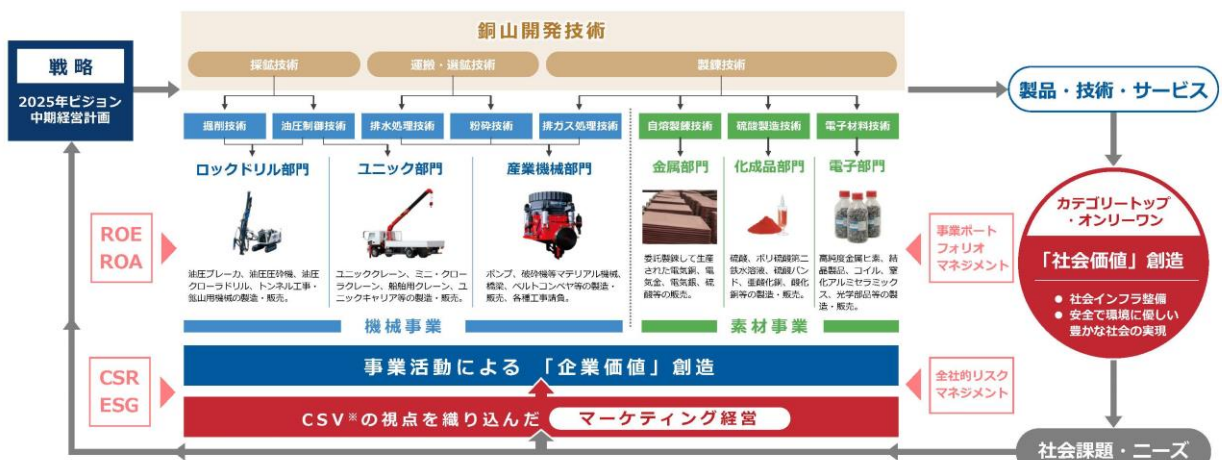 銅山開発技術
採鉱技術
運搬・選鉱技術
製錬技術
戦略
2025年ビジョン
中期経営計画
製品・技術・サービス
掘削技術
油圧制御技術
排水処理技術
粉砕技術
排ガス処理技術
自熔製錬技術
硫酸製造技術
電子材料技術
ロックドリル部門
ユニック部門
産業機械部門
金属部門
化成品部門
電子部門
油圧ブレーカ、油圧圧砕機、油圧
クローラドリル、トンネル工事・
鉱山用機械の製造・販売。
ユニッククレーン、ミニ・クロー
ラクレーン、船舶用クレーン、ユ
ニックキャリア等の製造・販売。
ポンプ、破砕機等マテリアル機械、
橋梁、ベルトコンベヤ等の製造・
販売、各種工事請負。
委託製錬して生産
された電気銅、電
気金、電気銀、硫
酸等の販売。
硫酸、ポリ硫酸第二
鉄水溶液、硫酸バン
ド、亜酸化銅、酸化
銅等の製造・販売。
高純度金属ヒ素、結
晶製品、コイル、窒
化アルミセラミック
ス、光学部品等の製
造・販売。
機械事業
素材事業
ROE
ROA
CSR
ESG
事業ポート
フォリオ
マネジメント
全社的リスク
マネジメント
カテゴリートップ
・オンリーワン
「社会価値」創造
● 社会インフラ整備
● 安全で環境に優しい
豊かな社会の実現
事業活動による 「企業価値」創造
CSV※の視点を織り込んだ マーケティング経営
社会課題・ニーズ